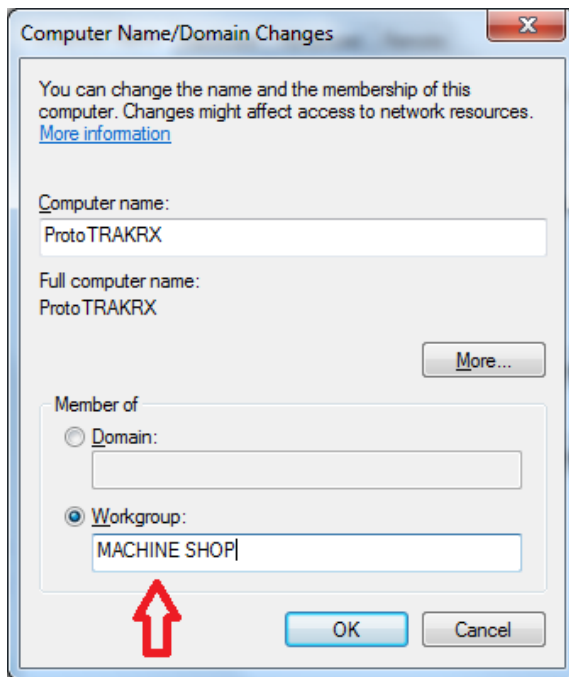 Computer Name/Domain Changes
You can change the name and the membership of this
computer. Changes might affect access to network resources.
More information
Computer name:
ProtoTRAKRX
Full computer name:
ProtoTRAKRX
More...
Member of
Domain:
Workgroup:
MACHINE SHOP
OK
Cancel